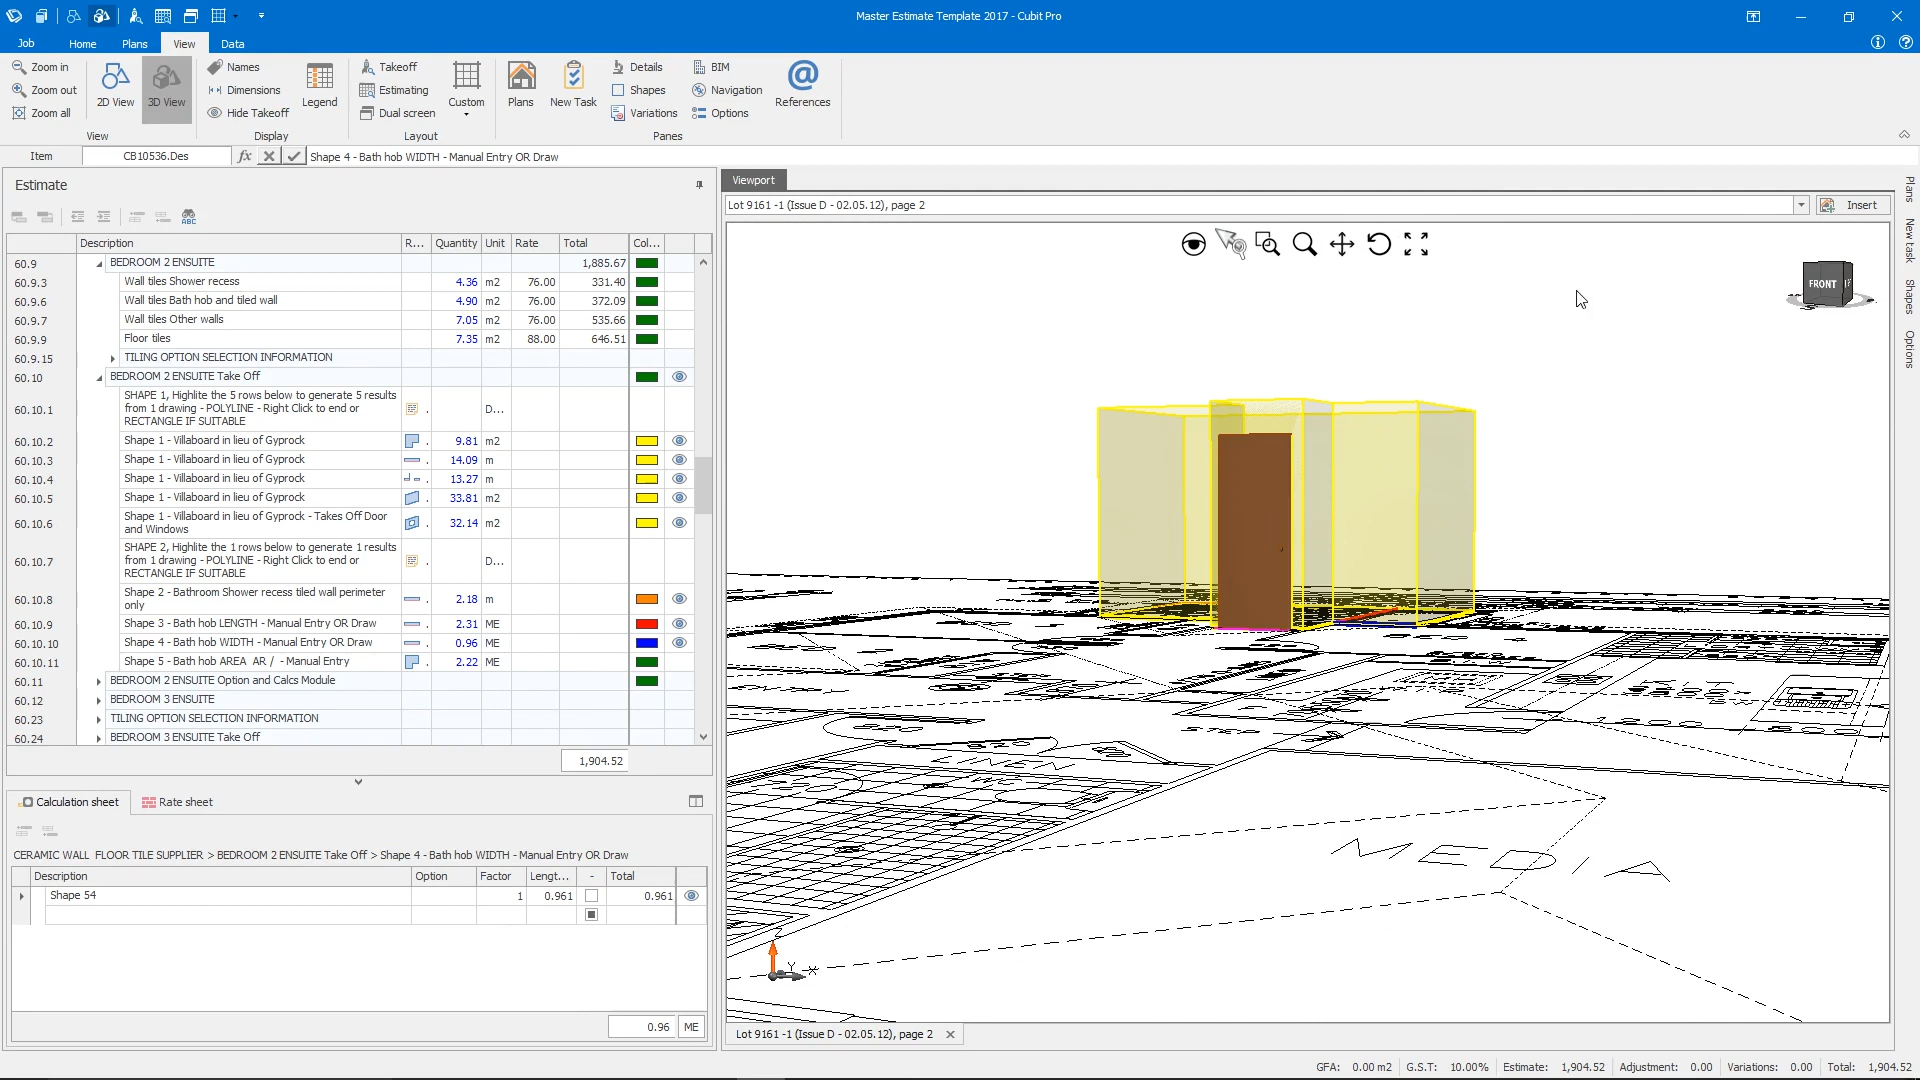 Master Estimate Template 2017 - Cubit Pro
Job Home Plans View Data
Zoom in
Zoom out
Zoom all
View
2D View
3D View
Names
Dimensions
Hide Takeoff
Legend
Display
Takeoff
Estimating
Dual screen
Custom
Layout
Plans
New Task
Details
Shapes
Variations
BIM
Navigation
Options
References
Panes
Item CB10536.Des fx Shape 4 - Bath hob WIDTH - Manual Entry OR Draw
Estimate
Description R... Quantity Unit Rate Total Col...
60.9 BEDROOM 2 ENSUITE 1,885.67
60.9.3 Wall tiles Shower recess 4.36 m2 76.00 331.40
60.9.6 Wall tiles Bath hob and tiled wall 4.90 m2 76.00 372.09
60.9.7 Wall tiles Other walls 7.05 m2 76.00 535.66
60.9.9 Floor tiles 7.35 m2 88.00 646.51
60.9.15 TILING OPTION SELECTION INFORMATION
60.10 BEDROOM 2 ENSUITE Take Off
60.10.1 SHAPE 1, Highlite the 5 rows below to generate 5 results
from 1 drawing - POLYLINE - Right Click to end or D...
RECTANGLE IF SUITABLE
60.10.2 Shape 1 - Villaboard in lieu of Gyprock . 9.81 m2
60.10.3 Shape 1 - Villaboard in lieu of Gyprock . 14.09 m
60.10.4 Shape 1 - Villaboard in lieu of Gyprock . 13.27 m
60.10.5 Shape 1 - Villaboard in lieu of Gyprock . 33.81 m2
60.10.6 Shape 1 - Villaboard in lieu of Gyprock - Takes Off Door . 32.14 m2
and Windows
60.10.7 SHAPE 2, Highlite the 1 rows below to generate 1 results
from 1 drawing - POLYLINE - Right Click to end or D...
RECTANGLE IF SUITABLE
60.10.8 Shape 2 - Bathroom Shower recess tiled wall perimeter . 2.18 m
only
60.10.9 Shape 3 - Bath hob LENGTH - Manual Entry OR Draw . 2.31 ME
60.10.10 Shape 4 - Bath hob WIDTH - Manual Entry OR Draw . 0.96 ME
60.10.11 Shape 5 - Bath hob AREA AR / - Manual Entry . 2.22 ME
60.11 BEDROOM 2 ENSUITE Option and Calcs Module
60.12 BEDROOM 3 ENSUITE
60.23 TILING OPTION SELECTION INFORMATION
60.24 BEDROOM 3 ENSUITE Take Off
1,904.52
Calculation sheet Rate sheet
CERAMIC WALL FLOOR TILE SUPPLIER > BEDROOM 2 ENSUITE Take Off > Shape 4 - Bath hob WIDTH - Manual Entry OR Draw
Description Option Factor Lengt... - Total
Shape 54 1 0.961 0.961
0.96 ME
Viewport
Lot 9161 -1 (Issue D - 02.05.12), page 2
Insert
FRONT
LINEN
MEDIA
Z
Y X
Lot 9161 -1 (Issue D - 02.05.12), page 2
Plans
New task
Shapes
Options
GFA: 0.00 m2 G.S.T: 10.00% Estimate: 1,904.52 Adjustment: 0.00 Variations: 0.00 Total: 1,904.52